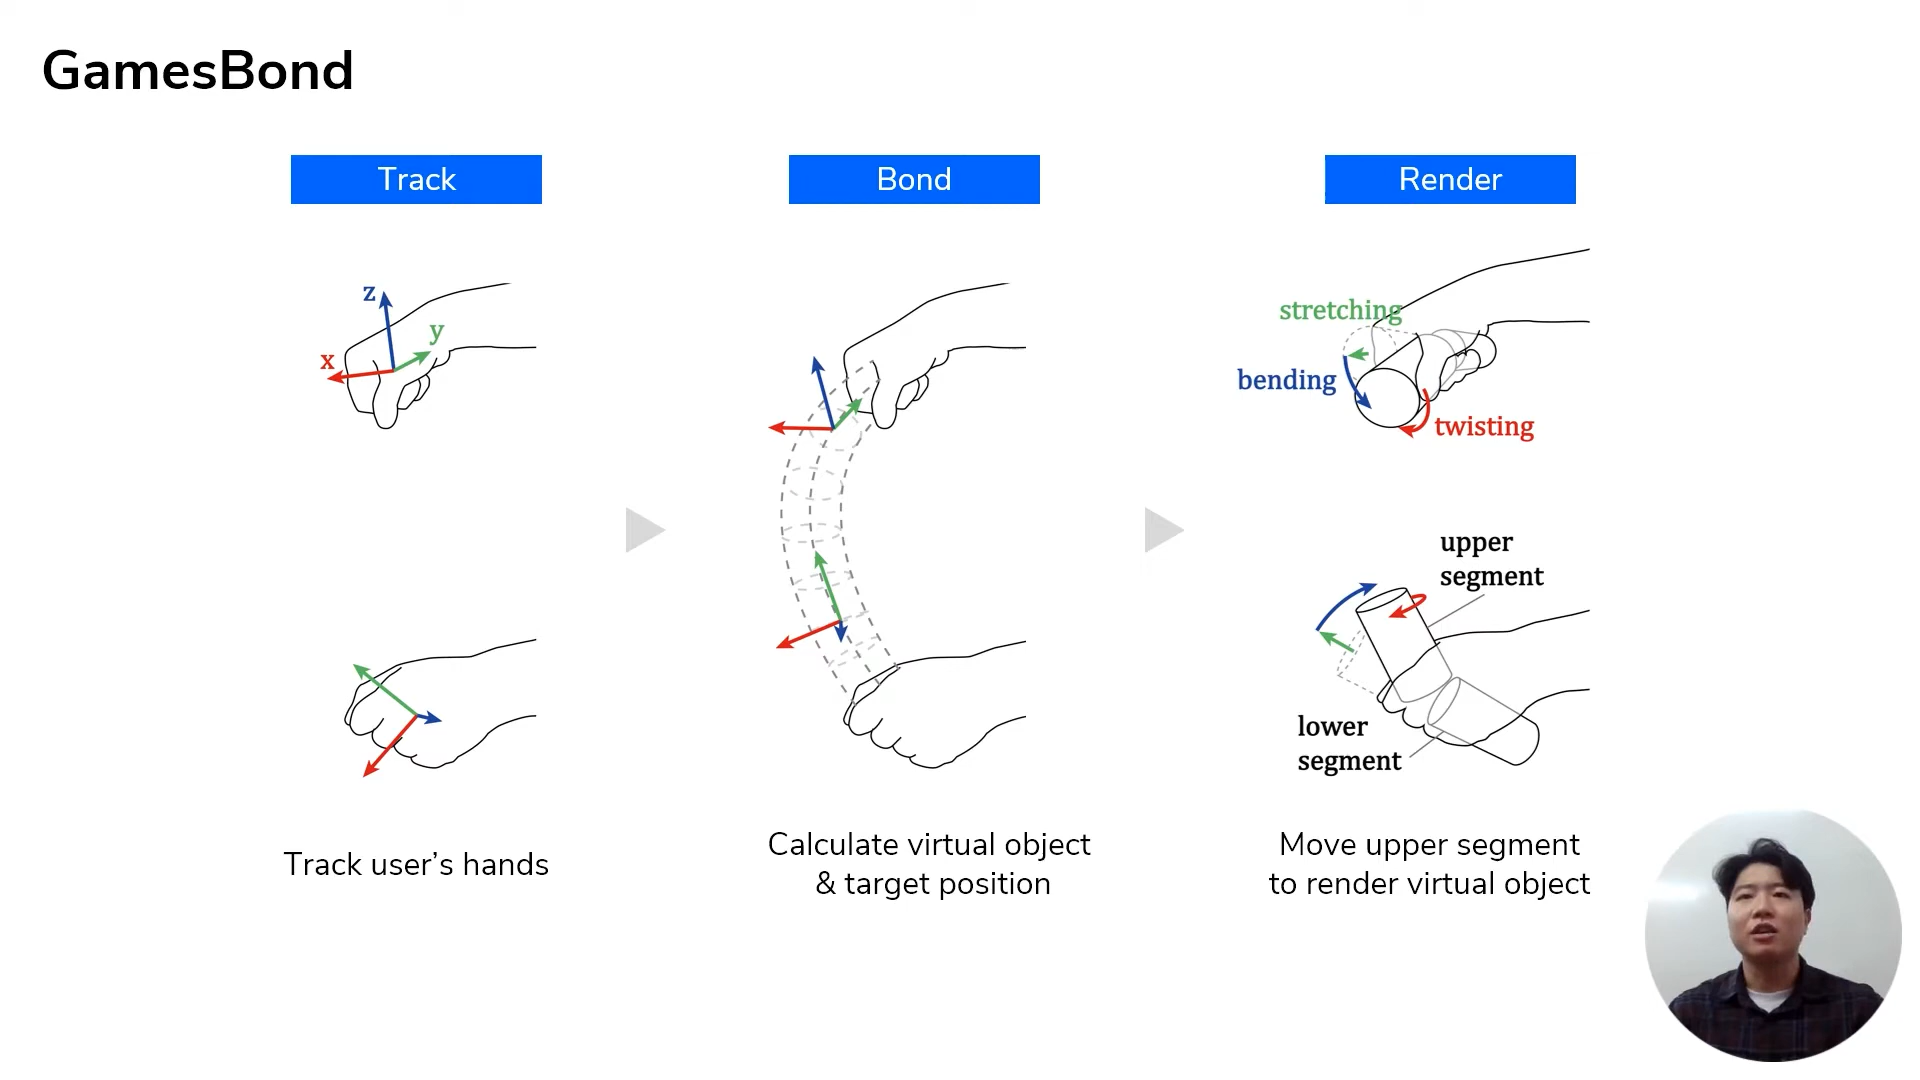 GamesBond
Track
Bond
Render
z
y
x
stretching
bending
twisting
upper
segment
lower
segment
Track user’s hands
Calculate virtual object
& target position
Move upper segment
to render virtual object